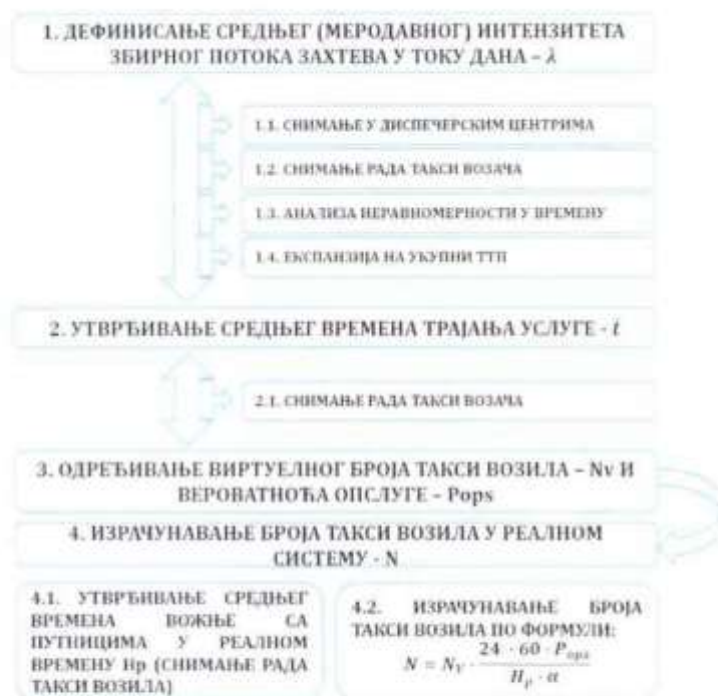 1. ДЕФИНИСАЊЕ СРЕДЊЕГ (МЕРОДАВНОГ) ИНТЕНЗИТЕТА
ЗБИРНОГ ПОТОКА ЗАХТЕВА У ТОКУ ДАНА – λ
1.1. СНИМАЊЕ У ДИСПЕЧЕРСКИМ ЦЕНТРИМА
1.2. СНИМАЊЕ РАДА ТАКСИ ВОЗАЧА
1.3. АНАЛИЗА НЕРАВНОМЕРНОСТИ У ВРЕМЕНУ
1.4. ЕКСПАНЗИЈА НА УКУПНИ ТТП
2. УТВРЂИВАЊЕ СРЕДЊЕГ ВРЕМЕНА ТРАЈАЊА УСЛУГЕ - t
2.1. СНИМАЊЕ РАДА ТАКСИ ВОЗАЧА
3. ОДРЕЂИВАЊЕ ВИРТУЕЛНОГ БРОЈА ТАКСИ ВОЗИЛА – Nv И
ВЕРОВАТНОЋА ОПСЛУГЕ – Pops
4. ИЗРАЧУНАВАЊЕ БРОЈА ТАКСИ ВОЗИЛА У РЕАЛНОМ
СИСТЕМУ - N
4.1. УТВРЂИВАЊЕ СРЕДЊЕГ
ВРЕМЕНА ВОЖЊЕ СА
ПУТНИЦИМА У РЕАЛНОМ
ВРЕМЕНУ Hp (СНИМАЊЕ РАДА
ТАКСИ ВОЗИЛА)
4.2. ИЗРАЧУНАВАЊЕ БРОЈА
ТАКСИ ВОЗИЛА ПО ФОРМУЛИ:
N = N_V · (24 · 60 · P_ops) / (H_p · α)